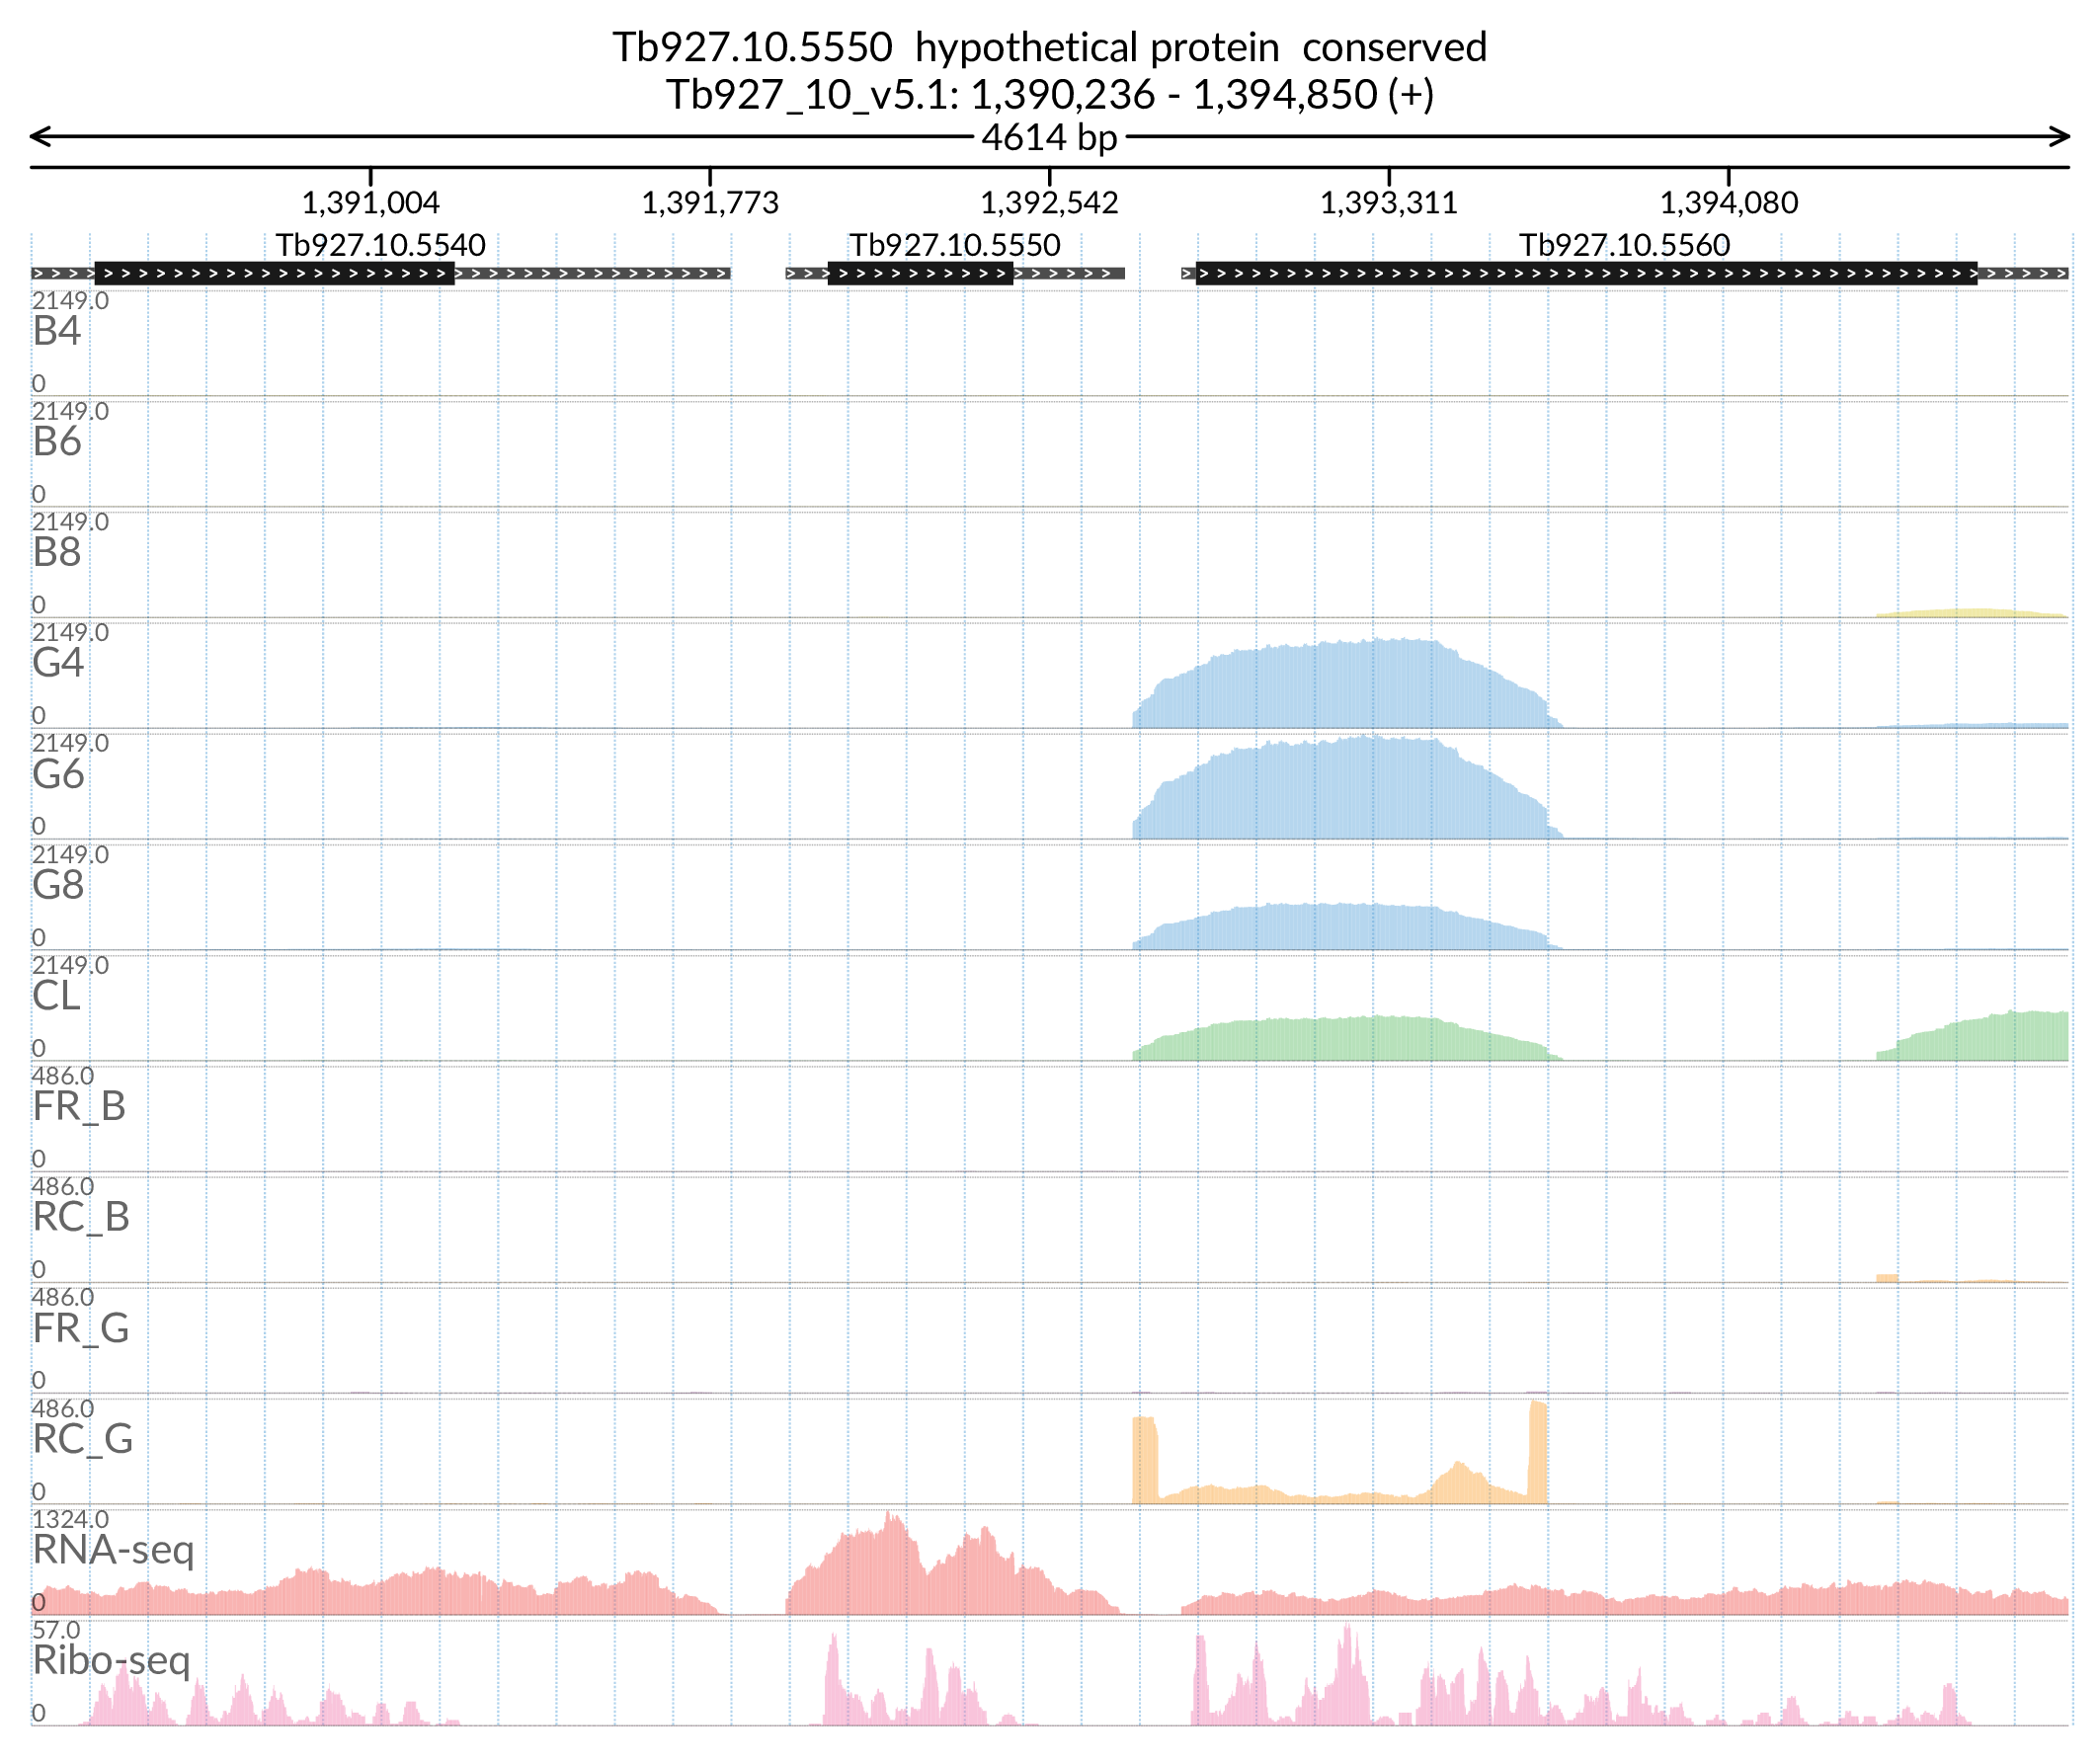 Tb927.10.5550  hypothetical protein  conserved
Tb927_10_v5.1: 1,390,236 - 1,394,850 (+)
4614 bp
1,391,004 1,391,773 1,392,542 1,393,311 1,394,080
Tb927.10.5540 Tb927.10.5550 Tb927.10.5560
2149.0
B4
0
2149.0
B6
0
2149.0
B8
0
2149.0
G4
0
2149.0
G6
0
2149.0
G8
0
2149.0
CL
0
486.0
FR_B
0
486.0
RC_B
0
486.0
FR_G
0
486.0
RC_G
0
1324.0
RNA-seq
0
57.0
Ribo-seq
0